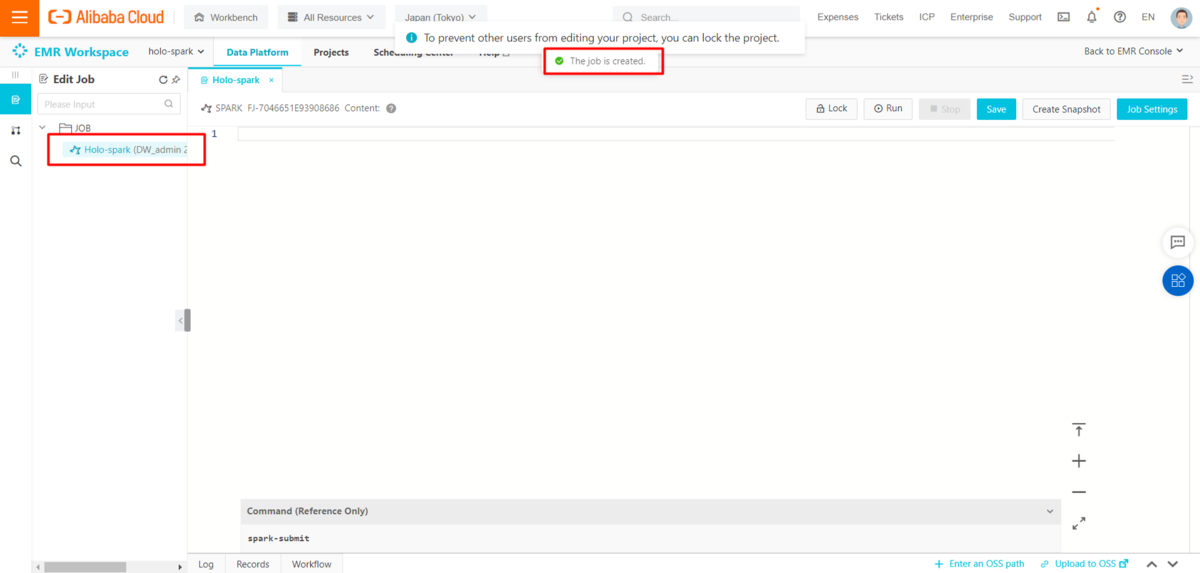 Alibaba Cloud
Workbench
All Resources
Japan (Tokyo)
Search...
Expenses
Tickets
ICP
Enterprise
Support
EN
To prevent other users from editing your project, you can lock the project.
EMR Workspace
holo-spark
Data Platform
Projects
Scheduling Center
Help
Back to EMR Console
The job is created.
Edit Job
Holo-spark ×
Please Input
SPARK FJ-7046651E93908686 Content:
Lock
Run
Stop
Save
Create Snapshot
Job Settings
JOB
1
Holo-spark (DW_admin 2
Command (Reference Only)
spark-submit
Log
Records
Workflow
Enter an OSS path
Upload to OSS